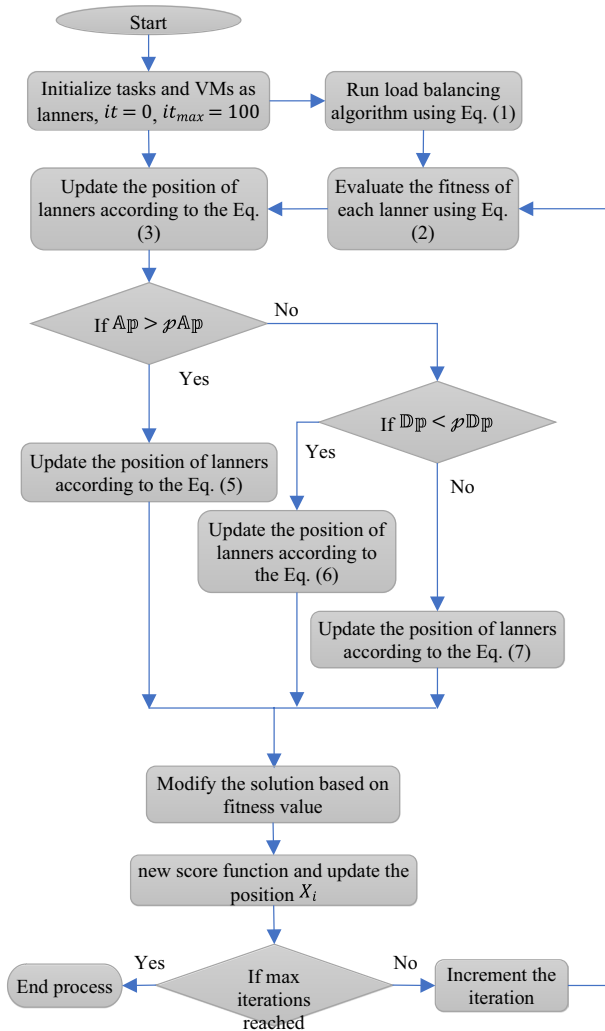 Start
Initialize tasks and VMs as
lanners, 𝑖𝑡 = 0, 𝑖𝑡ₘₐₓ = 100
Run load balancing
algorithm using Eq. (1)
Update the position of
lanners according to the Eq.
(3)
Evaluate the fitness of
each lanner using Eq.
(2)
If 𝔸𝕡 > 𝓅𝔸𝕡
No
Yes
If 𝔻𝕡 < 𝓅𝔻𝕡
Yes
No
Update the position of lanners
according to the Eq. (5)
Update the position of
lanners according to
the Eq. (6)
Update the position of lanners
according to the Eq. (7)
Modify the solution based on
fitness value
new score function and update the
position 𝑋ᵢ
Yes
No
End process
If max
iterations
reached
Increment the
iteration